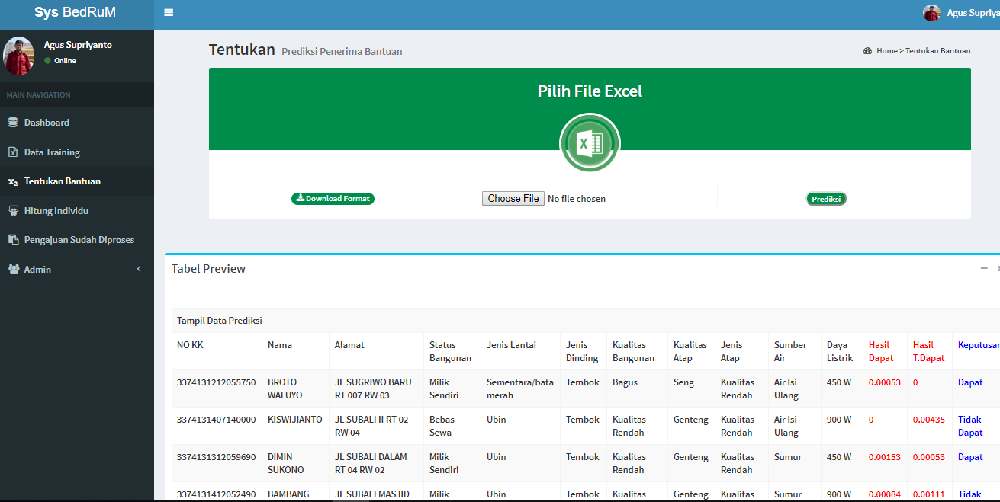 Sys BedRuM
Agus Supriya
Agus Supriyanto
Online
MAIN NAVIGATION
Dashboard
Data Training
x₂ Tentukan Bantuan
Hitung Individu
Pengajuan Sudah Diproses
Admin
Tentukan Prediksi Penerima Bantuan
Home > Tentukan Bantuan
Pilih File Excel
X
Download Format
Choose File No file chosen
Prediksi
Tabel Preview
Tampil Data Prediksi
NO KK Nama Alamat Status Jenis Lantai Jenis Kualitas Kualitas Jenis Sumber Daya Hasil Hasil Keputusan
Bangunan Dinding Bangunan Atap Atap Air Listrik Dapat T.Dapat
3374131212055750 BROTO JL SUGRIWO BARU Milik Sementara/bata Tembok Bagus Seng Kualitas Air Isi 450 W 0.00053 0 Dapat
WALUYO RT 007 RW 03 Sendiri merah Rendah Ulang
3374131407140000 KISWIJIANTO JL SUBALI II RT 02 Bebas Ubin Tembok Kualitas Genteng Kualitas Air Isi 900 W 0 0.00435 Tidak
RW 04 Sewa Rendah Rendah Ulang Dapat
3374131312059690 DIMIN JL SUBALI DALAM Milik Ubin Tembok Kualitas Genteng Kualitas Sumur 450 W 0.00153 0.00053 Dapat
SUKONO RT 04 RW 02 Sendiri Rendah Rendah
3374131412052490 BAMBANG JL SUBALI MASJID Milik Ubin Tembok Kualitas Genteng Kualitas Sumur 900 W 0.00084 0.00111 Tidak